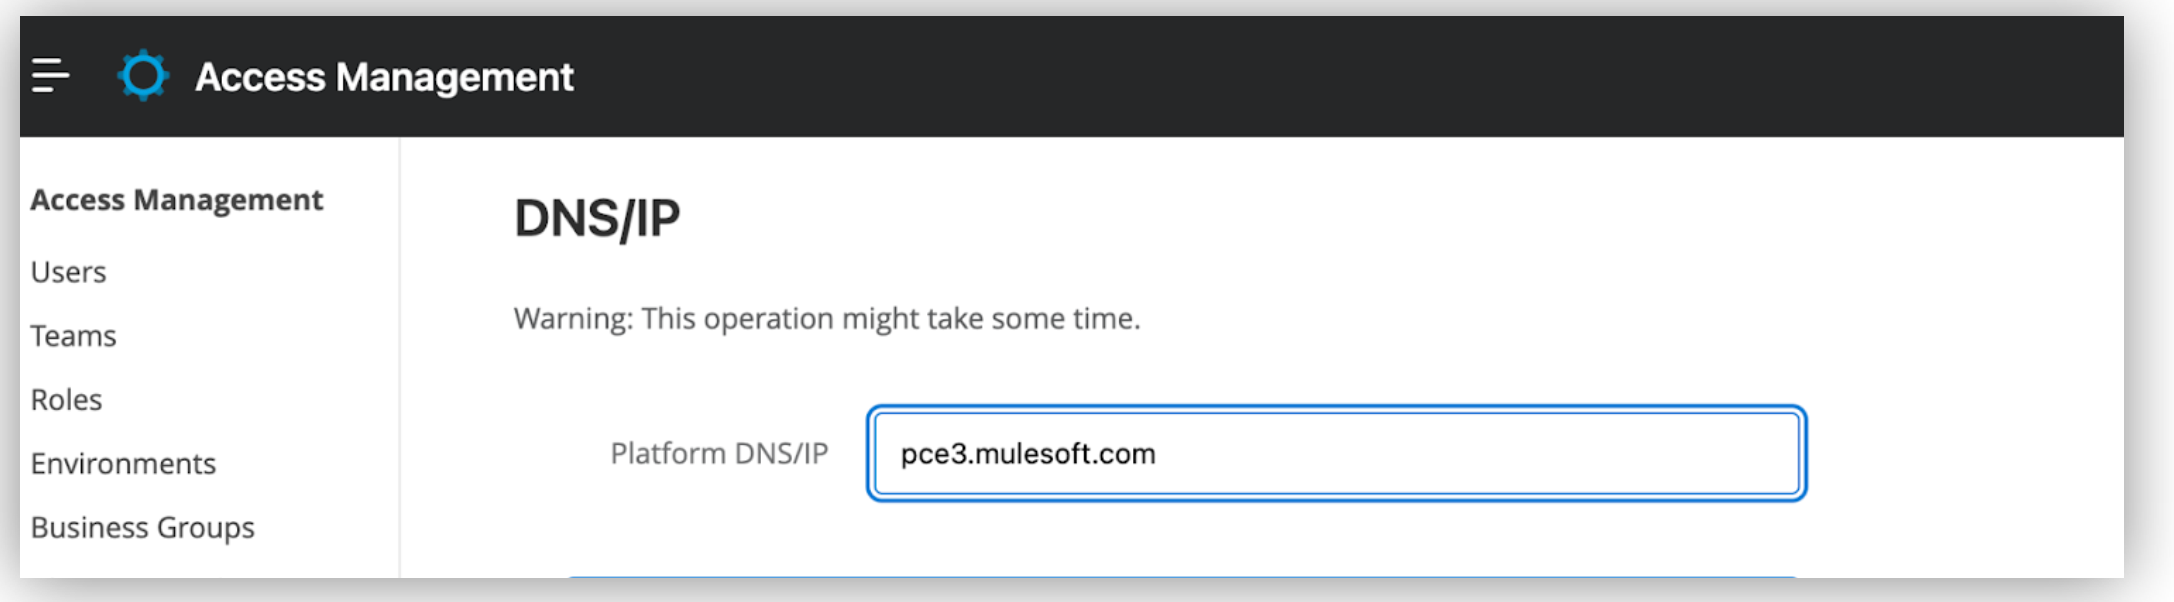 Access Management
Access Management
Users
Teams
Roles
Environments
Business Groups
DNS/IP
Warning: This operation might take some time.
Platform DNS/IP pce3.mulesoft.com